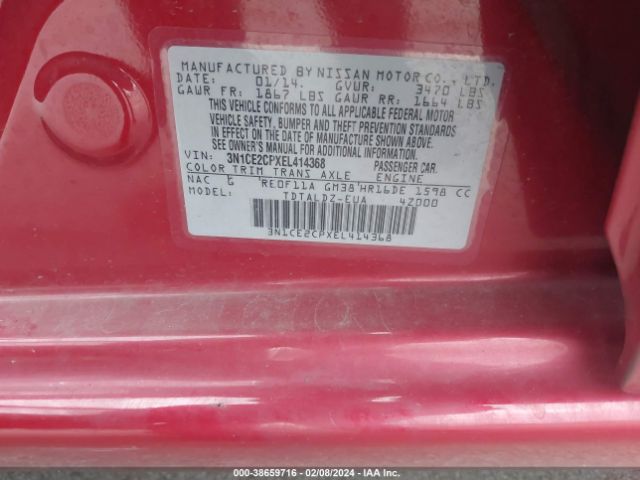 MANUFACTURED BY NISSAN MOTOR CO., LTD.
DATE: 01/14. GVWR: 3470 LBS
GAWR FR: 1867 LBS GAWR RR: 1664 LBS
THIS VEHICLE CONFORMS TO ALL APPLICABLE FEDERAL MOTOR
VEHICLE SAFETY, BUMPER AND THEFT PREVENTION STANDARDS
IN EFFECT ON THE DATE OF MANUFACTURE SHOWN ABOVE.
SEE OWNER'S MANUAL FOR ADDITIONAL INFORMATION
VIN: 3N1CE2CPXEL414368 PASSENGER CAR.
COLOR TRIM TRANS AXLE ENGINE
NAC G RE0F11A GM38 HR16DE 1598 CC
MODEL: TDTALDZ-EUA 4Z000
3N1CE2CPXEL414368
00-38659716 - 02/08/2024 - IAA Inc.